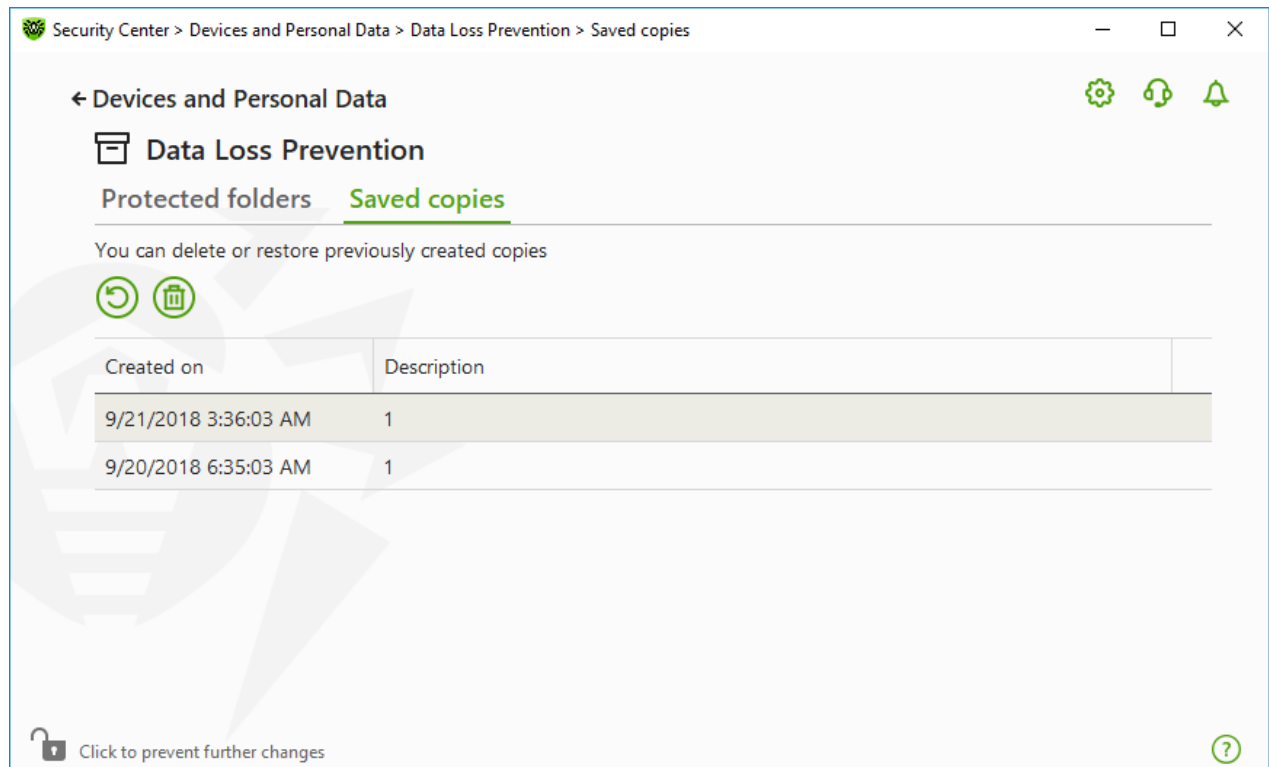 Security Center > Devices and Personal Data > Data Loss Prevention > Saved copies
Devices and Personal Data
Data Loss Prevention
Protected folders Saved copies
You can delete or restore previously created copies
Created on Description
9/21/2018 3:36:03 AM 1
9/20/2018 6:35:03 AM 1
Click to prevent further changes ?